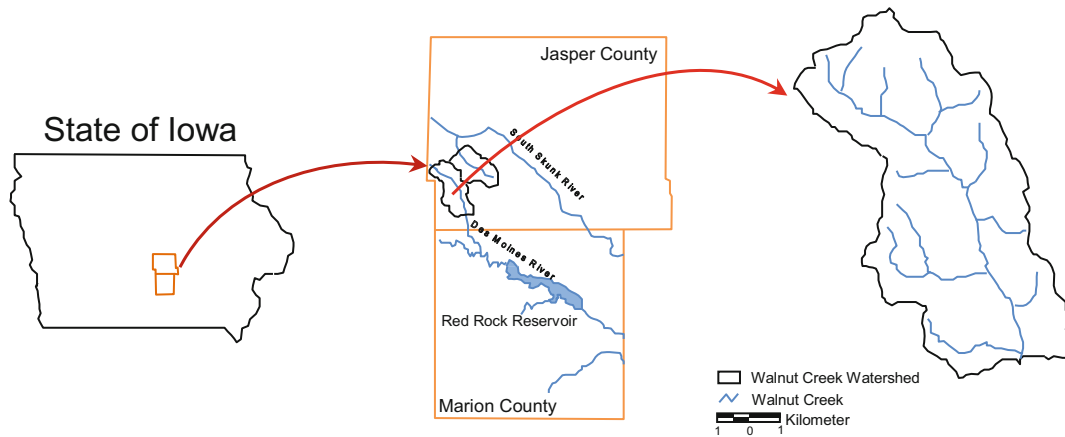 State of Iowa
Jasper County
South Skunk River
Des Moines River
Red Rock Reservoir
Marion County
Walnut Creek Watershed
Walnut Creek
Kilometer
1 0 1